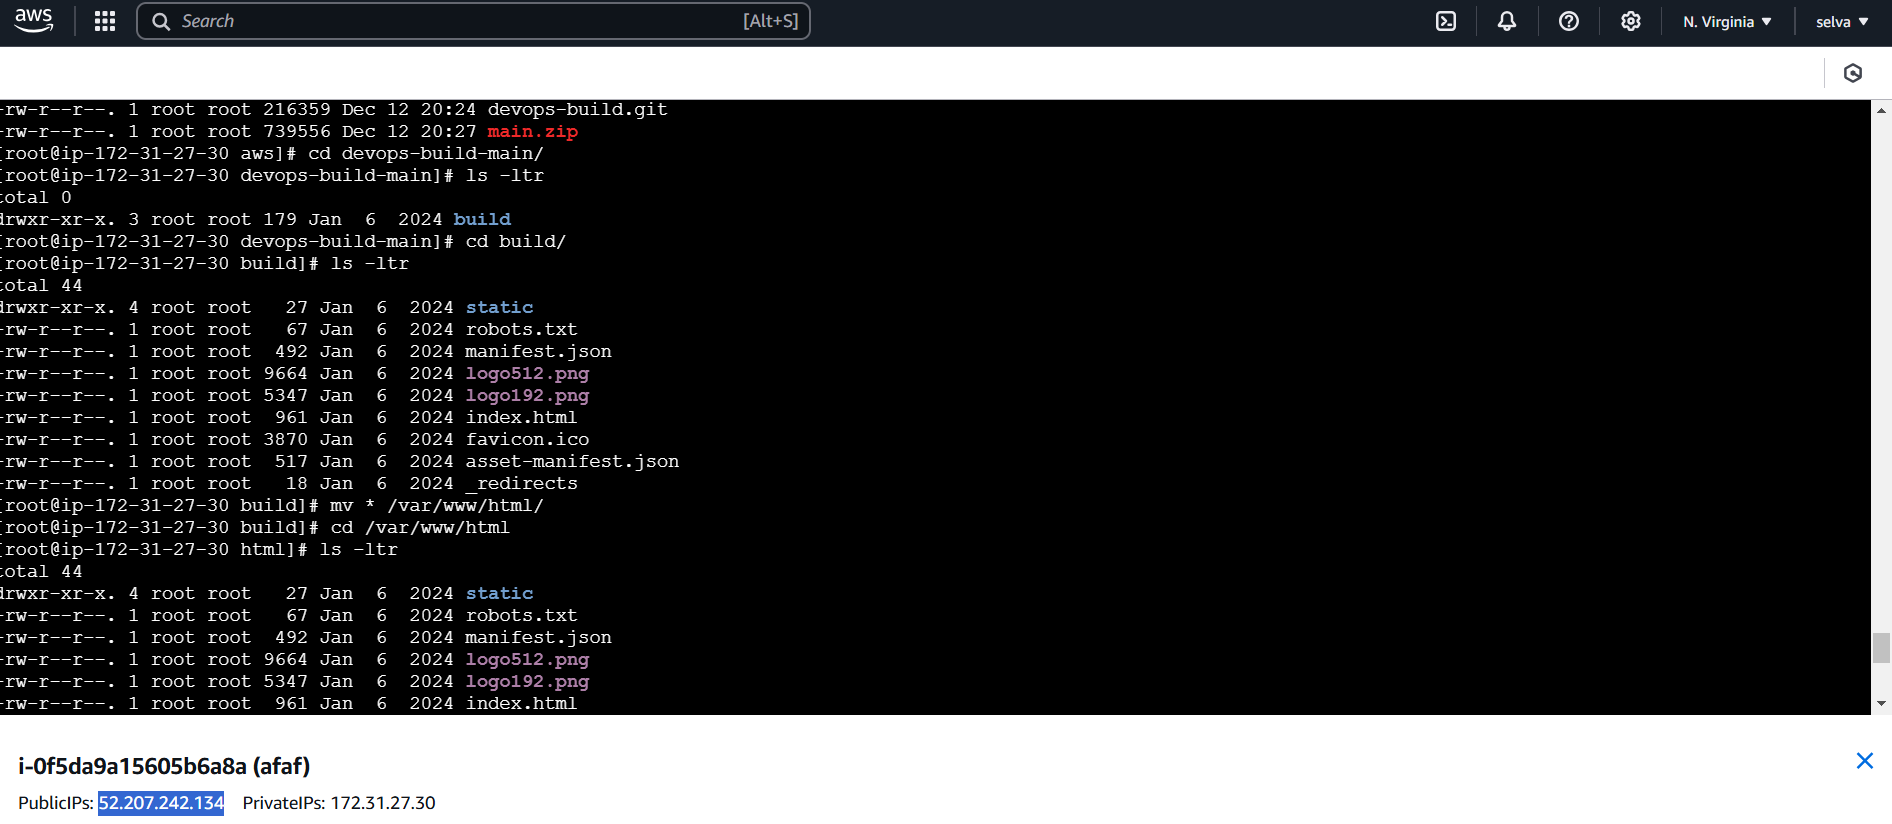 aws
Search [Alt+S]
N. Virginia ▼
selva ▼
-rw-r--r--. 1 root root 216359 Dec 12 20:24 devops-build.git
-rw-r--r--. 1 root root 739556 Dec 12 20:27 main.zip
[root@ip-172-31-27-30 aws]# cd devops-build-main/
[root@ip-172-31-27-30 devops-build-main]# ls -ltr
total 0
drwxr-xr-x. 3 root root 179 Jan  6  2024 build
[root@ip-172-31-27-30 devops-build-main]# cd build/
[root@ip-172-31-27-30 build]# ls -ltr
total 44
drwxr-xr-x. 4 root root   27 Jan  6  2024 static
-rw-r--r--. 1 root root   67 Jan  6  2024 robots.txt
-rw-r--r--. 1 root root  492 Jan  6  2024 manifest.json
-rw-r--r--. 1 root root 9664 Jan  6  2024 logo512.png
-rw-r--r--. 1 root root 5347 Jan  6  2024 logo192.png
-rw-r--r--. 1 root root  961 Jan  6  2024 index.html
-rw-r--r--. 1 root root 3870 Jan  6  2024 favicon.ico
-rw-r--r--. 1 root root  517 Jan  6  2024 asset-manifest.json
-rw-r--r--. 1 root root   18 Jan  6  2024 _redirects
[root@ip-172-31-27-30 build]# mv * /var/www/html/
[root@ip-172-31-27-30 build]# cd /var/www/html
[root@ip-172-31-27-30 html]# ls -ltr
total 44
drwxr-xr-x. 4 root root   27 Jan  6  2024 static
-rw-r--r--. 1 root root   67 Jan  6  2024 robots.txt
-rw-r--r--. 1 root root  492 Jan  6  2024 manifest.json
-rw-r--r--. 1 root root 9664 Jan  6  2024 logo512.png
-rw-r--r--. 1 root root 5347 Jan  6  2024 logo192.png
-rw-r--r--. 1 root root  961 Jan  6  2024 index.html
i-0f5da9a15605b6a8a (afaf)
PublicIPs: 52.207.242.134 PrivateIPs: 172.31.27.30